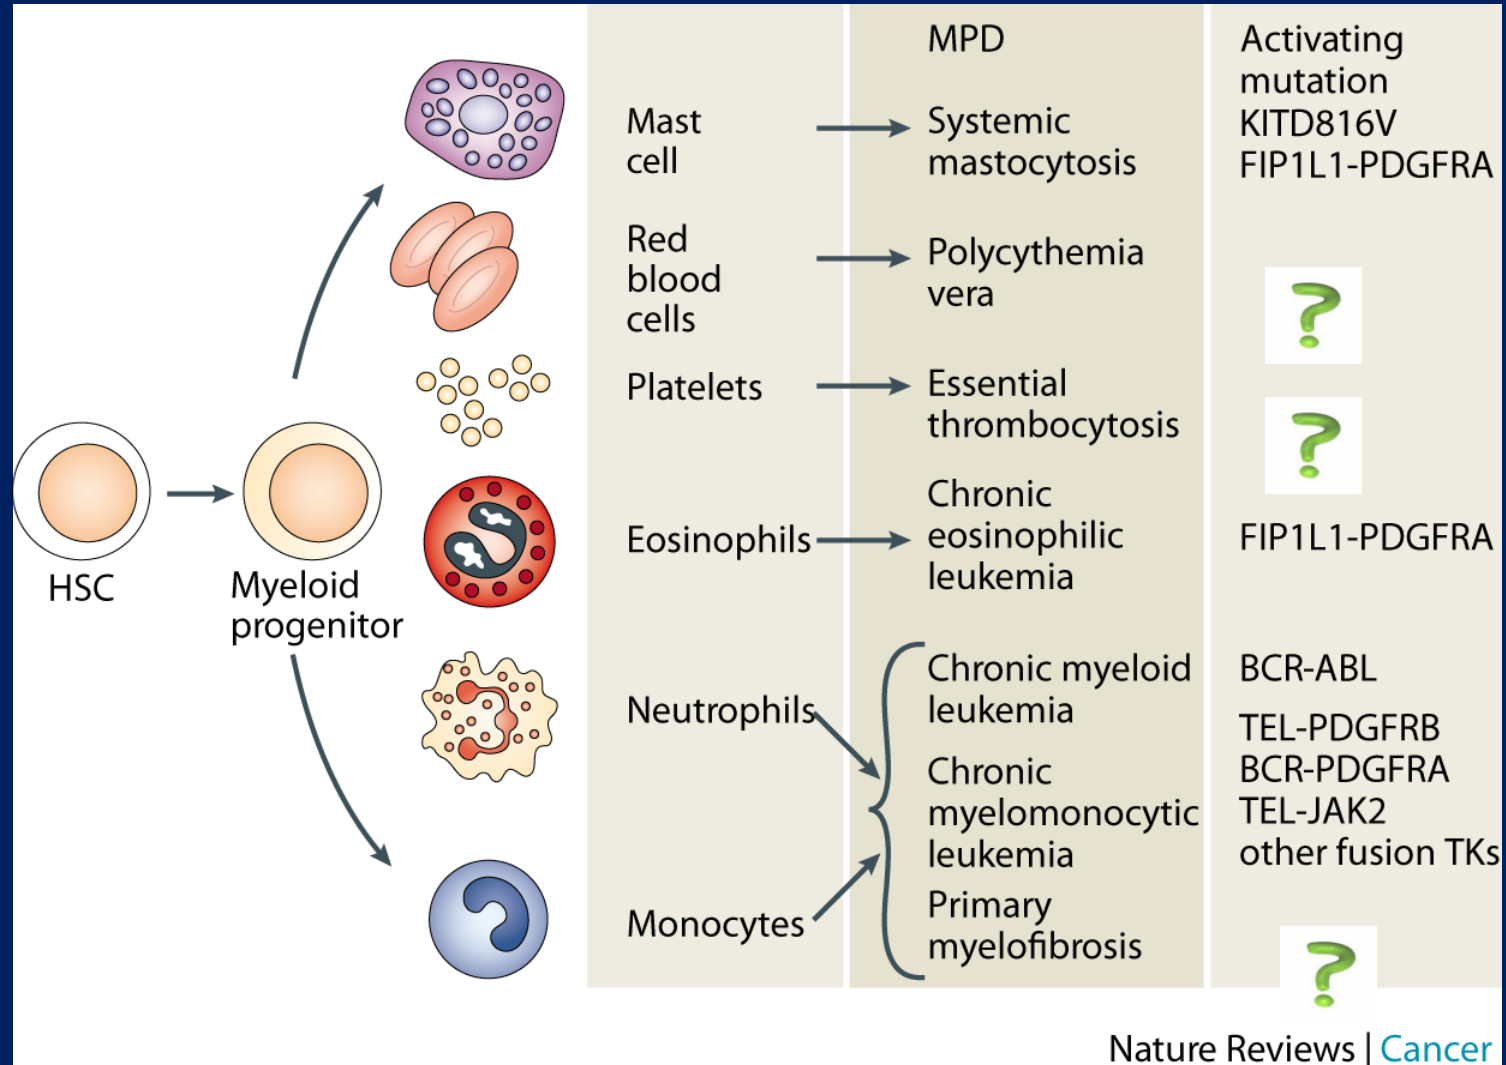 MPD
Activating
mutation
Mast
cell
Systemic
mastocytosis
KITD816V
FIP1L1-PDGFRA
Red
blood
cells
Polycythemia
vera
?
Platelets
Essential
thrombocytosis
?
Eosinophils
Chronic
eosinophilic
leukemia
FIP1L1-PDGFRA
HSC
Myeloid
progenitor
Neutrophils
Monocytes
Chronic myeloid
leukemia
BCR-ABL
Chronic
myelomonocytic
leukemia
TEL-PDGFRB
BCR-PDGFRA
TEL-JAK2
other fusion TKs
Primary
myelofibrosis
?
Nature Reviews | Cancer